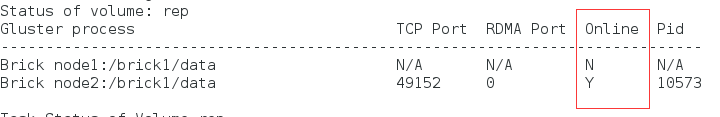 Status of volume: rep
Gluster process TCP Port RDMA Port Online Pid
------------------------------------------------------------------------------
Brick node1:/brick1/data N/A N/A N N/A
Brick node2:/brick1/data 49152 0 Y 10573
Task Status of Volume rep